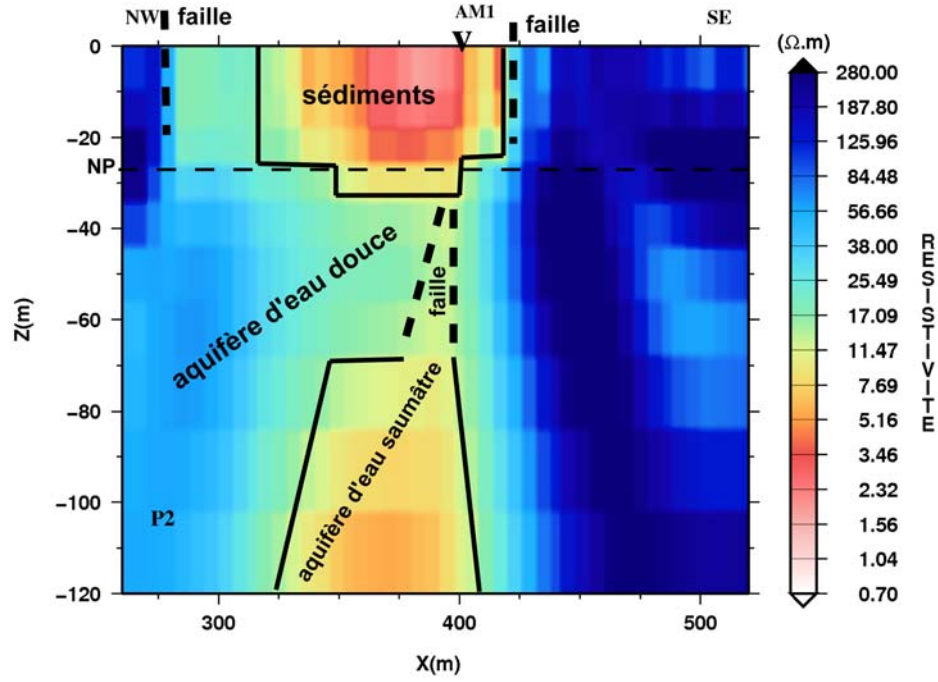 NW faille AM1 faille SE
(Ω.m)
0
sédiments
−20
NP
−40
aquifère d'eau douce
faille
−60
Z(m)
−80
aquifère d'eau saumâtre
−100
P2
−120
300 400 500
X(m)
280.00
187.80
125.96
84.48
56.66
38.00
25.49
17.09
11.47
7.69
5.16
3.46
2.32
1.56
1.04
0.70
RESISTIVITE